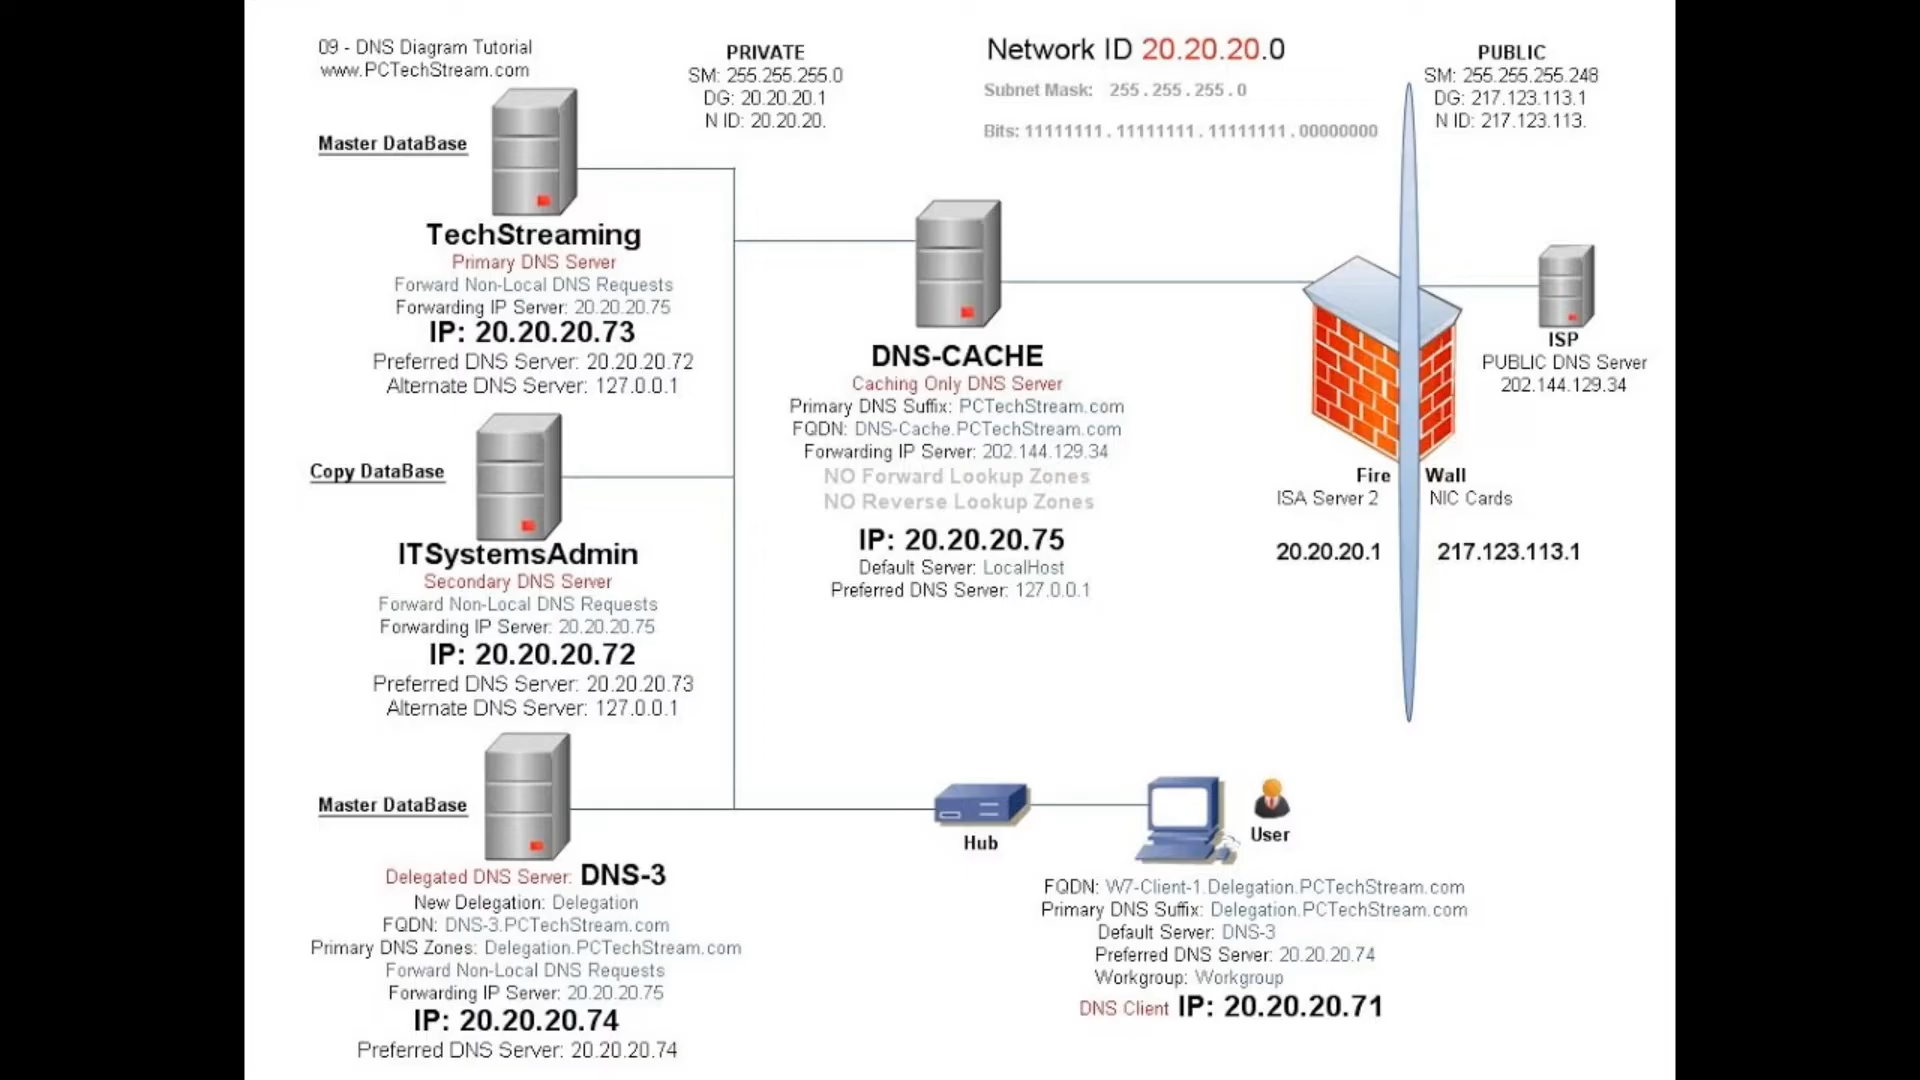 09 - DNS Diagram Tutorial
www.PCTechStream.com
PRIVATE
SM: 255.255.255.0
DG: 20.20.20.1
N ID: 20.20.20.
Network ID 20.20.20.0
Subnet Mask: 255.255.255.0
Bits: 11111111.11111111.11111111.00000000
PUBLIC
SM: 255.255.255.248
DG: 217.123.113.1
N ID: 217.123.113.
Master DataBase
TechStreaming
Primary DNS Server
Forward Non-Local DNS Requests
Forwarding IP Server: 20.20.20.75
IP: 20.20.20.73
Preferred DNS Server: 20.20.20.72
Alternate DNS Server: 127.0.0.1
DNS-CACHE
Caching Only DNS Server
Primary DNS Suffix: PCTechStream.com
FQDN: DNS-Cache.PCTechStream.com
Forwarding IP Server: 202.144.129.34
NO Forward Lookup Zones
NO Reverse Lookup Zones
IP: 20.20.20.75
Default Server: LocalHost
Preferred DNS Server: 127.0.0.1
ISP
PUBLIC DNS Server
202.144.129.34
Fire Wall
ISA Server 2 NIC Cards
20.20.20.1 217.123.113.1
Copy DataBase
ITSystemsAdmin
Secondary DNS Server
Forward Non-Local DNS Requests
Forwarding IP Server: 20.20.20.75
IP: 20.20.20.72
Preferred DNS Server: 20.20.20.73
Alternate DNS Server: 127.0.0.1
Master DataBase
Delegated DNS Server: DNS-3
New Delegation: Delegation
FQDN: DNS-3.PCTechStream.com
Primary DNS Zones: Delegation.PCTechStream.com
Forward Non-Local DNS Requests
Forwarding IP Server: 20.20.20.75
IP: 20.20.20.74
Preferred DNS Server: 20.20.20.74
Hub
User
FQDN: W7-Client-1.Delegation.PCTechStream.com
Primary DNS Suffix: Delegation.PCTechStream.com
Default Server: DNS-3
Preferred DNS Server: 20.20.20.74
Workgroup: Workgroup
DNS Client IP: 20.20.20.71